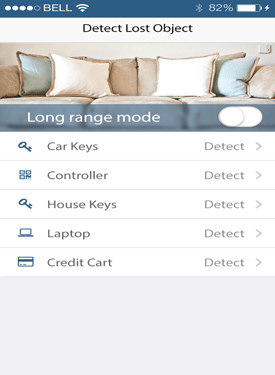 BELL 82%
Detect Lost Object
Long range mode
Car Keys Detect
Controller Detect
House Keys Detect
Laptop Detect
Credit Cart Detect